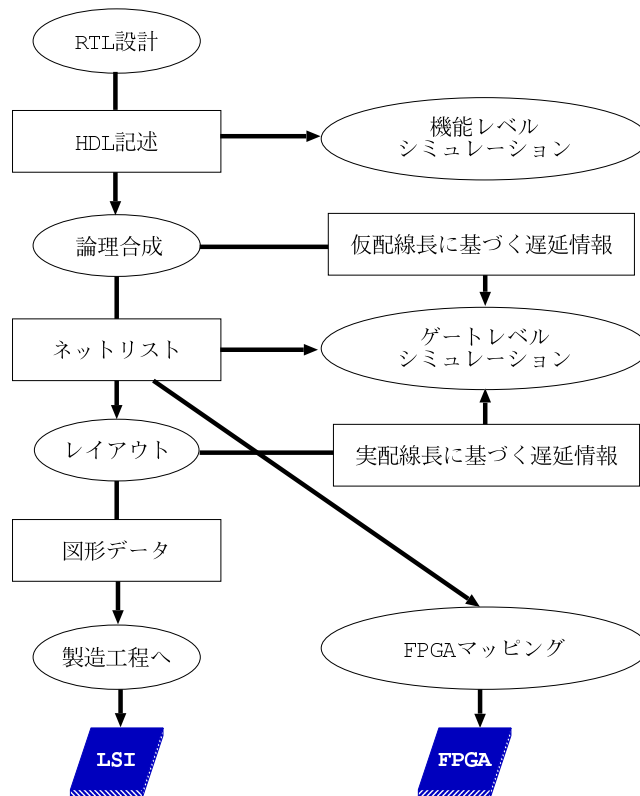 RTL設計
HDL記述
機能レベル
シミュレーション
論理合成
仮配線長に基づく遅延情報
ネットリスト
ゲートレベル
シミュレーション
レイアウト
実配線長に基づく遅延情報
図形データ
製造工程へ
FPGAマッピング
LSI
FPGA